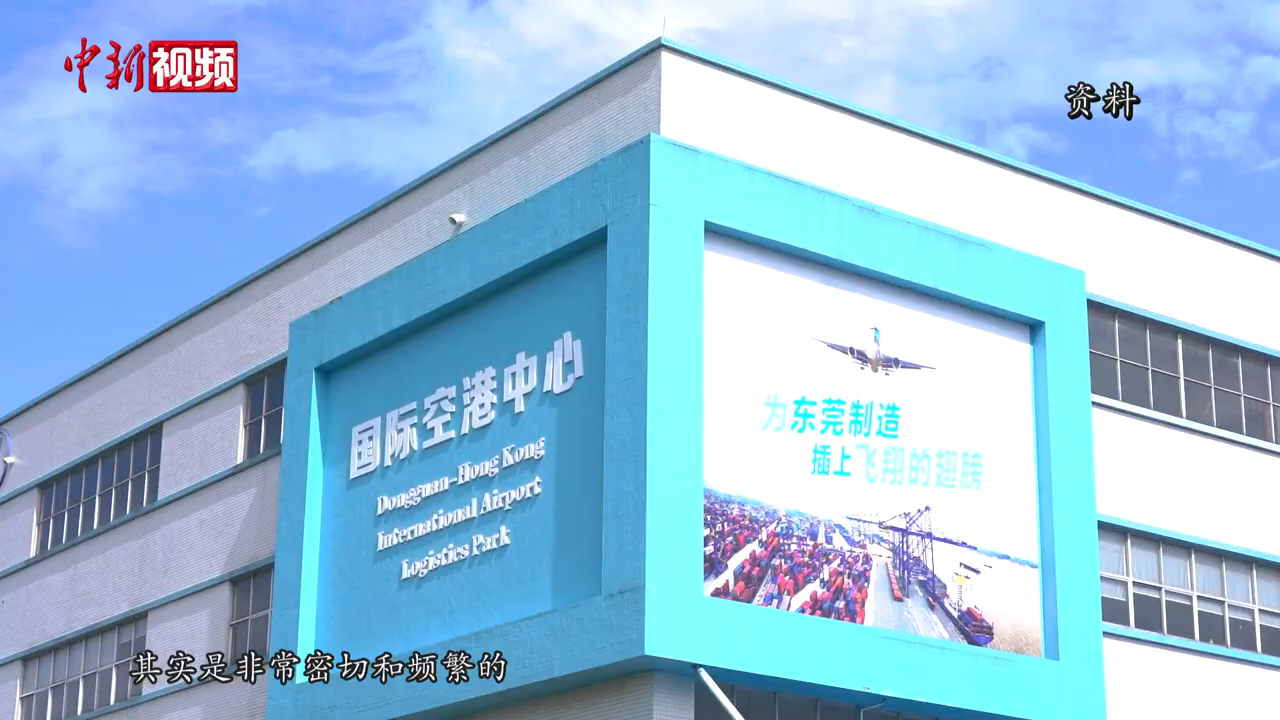 中新视频
资料
国际空港中心
Dongguan-Hong Kong
International Airport
Logistics Park
为东莞制造
插上飞翔的翅膀
其实是非常密切和频繁的